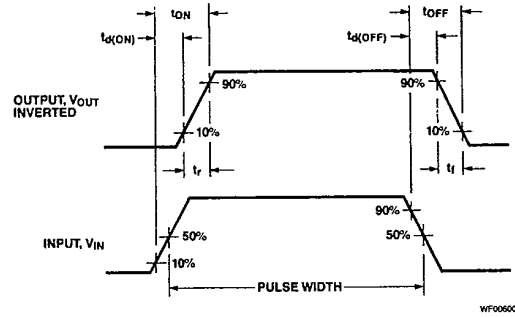 tON
tOFF
td(ON)
td(OFF)
OUTPUT, VOUT
INVERTED
90%
90%
10%
10%
tr
tf
INPUT, VIN
90%
50%
50%
10%
PULSE WIDTH
WF00600